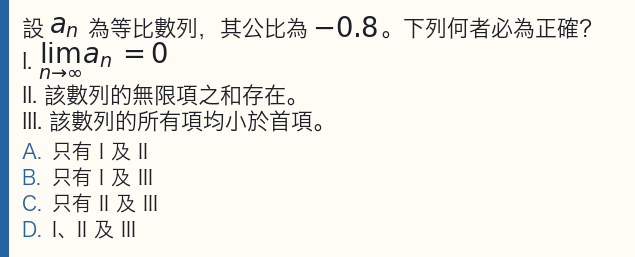 設 aₙ 為等比數列，其公比為 −0.8。下列何者必為正確？
I. lim_{n→∞} aₙ = 0
II. 該數列的無限項之和存在。
III. 該數列的所有項均小於首項。
A. 只有 I 及 II
B. 只有 I 及 III
C. 只有 II 及 III
D. I、II 及 III